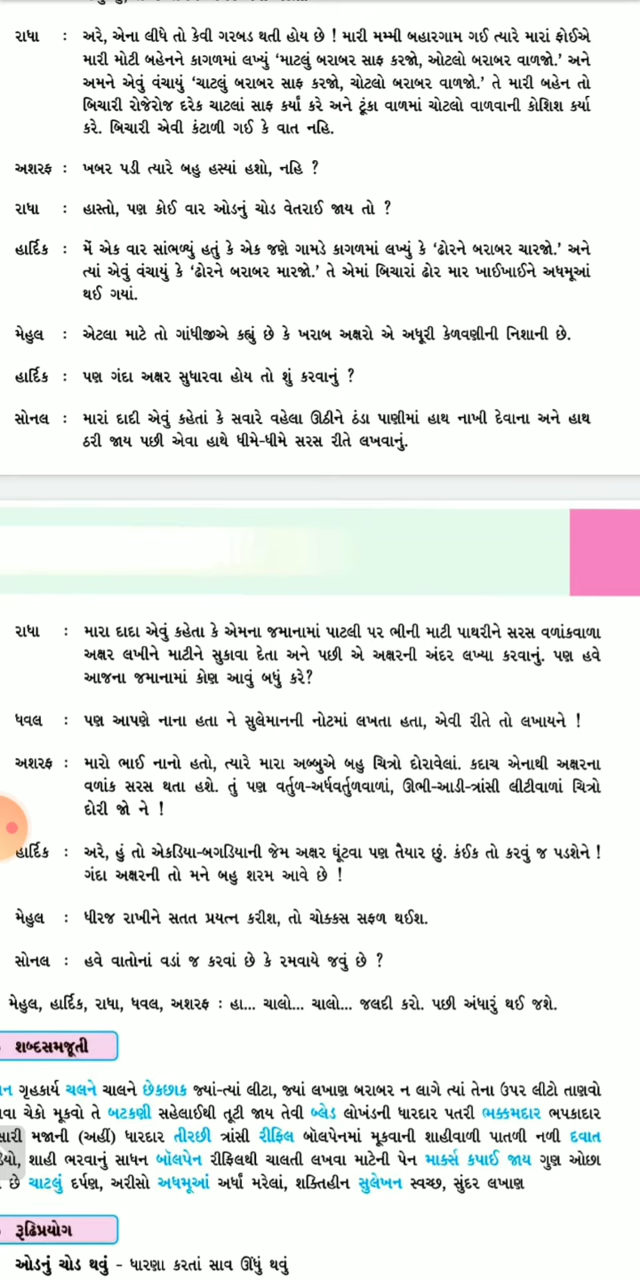 રાધા : અરે, એના લીધે તો કેવી ગરબડ થતી હોય છે ! મારી મમ્મી બહારગામ ગઈ ત્યારે મારાં ફોઈએ
મારી મોટી બહેનને કાગળમાં લખ્યું ‘માટલું બરાબર સાફ કરજો, ઓટલો બરાબર વાળજો.’ અને
અમને એવું વંચાયું ‘ચાટલું બરાબર સાફ કરજો, ચોટલો બરાબર વાળજો.’ તે મારી બહેન તો
બિચારી રોજેરોજ દરેક ચાટલાં સાફ કર્યાં કરે અને ટૂંકા વાળમાં ચોટલો વાળવાની કોશિશ કર્યા
કરે. બિચારી એવી કંટાળી ગઈ કે વાત નહિ.
અશરફ : ખબર પડી ત્યારે બહુ હસ્યાં હશો, નહિ ?
રાધા : હાસ્તો, પણ કોઈ વાર ઓડનું ચોડ વેતરાઈ જાય તો ?
હાર્દિક : મેં એક વાર સાંભળ્યું હતું કે એક જણે ગામડે કાગળમાં લખ્યું કે ‘ઢોરને બરાબર ચારજો.’ અને
ત્યાં એવું વંચાયું કે ‘ઢોરને બરાબર મારજો.’ તે એમાં બિચારાં ઢોર માર ખાઈખાઈને અધમૂઆં
થઈ ગયાં.
મેહુલ : એટલા માટે તો ગાંધીજીએ કહ્યું છે કે ખરાબ અક્ષરો એ અધૂરી કેળવણીની નિશાની છે.
હાર્દિક : પણ ગંદા અક્ષર સુધારવા હોય તો શું કરવાનું ?
સોનલ : મારાં દાદી એવું કહેતાં કે સવારે વહેલા ઊઠીને ઠંડા પાણીમાં હાથ નાખી દેવાના અને હાથ
ઠરી જાય પછી એવા હાથે ધીમે-ધીમે સરસ રીતે લખવાનું.
રાધા : મારા દાદા એવું કહેતા કે એમના જમાનામાં પાટલી પર ભીની માટી પાથરીને સરસ વળાંકવાળા
અક્ષર લખીને માટીને સુકાવા દેતા અને પછી એ અક્ષરની અંદર લખ્યા કરવાનું. પણ હવે
આજના જમાનામાં કોણ આવું બધું કરે?
ધવલ : પણ આપણે નાના હતા ને સુલેમાનની નોટમાં લખતા હતા, એવી રીતે તો લખાયને !
અશરફ : મારો ભાઈ નાનો હતો, ત્યારે મારા અબ્બુએ બહુ ચિત્રો દોરાવેલાં. કદાચ એનાથી અક્ષરના
વળાંક સરસ થતા હશે. તું પણ વર્તુળ-અર્ધવર્તુળવાળાં, ઊભી-આડી-ત્રાંસી લીટીવાળાં ચિત્રો
દોરી જો ને !
હાર્દિક : અરે, હું તો એકડિયા-બગડિયાની જેમ અક્ષર ઘૂંટવા પણ તૈયાર છું. કંઈક તો કરવું જ પડશેને !
ગંદા અક્ષરની તો મને બહુ શરમ આવે છે !
મેહુલ : ધીરજ રાખીને સતત પ્રયત્ન કરીશ, તો ચોક્કસ સફળ થઈશ.
સોનલ : હવે વાતોનાં વડાં જ કરવાં છે કે રમવાયે જવું છે ?
મેહુલ, હાર્દિક, રાધા, ધવલ, અશરફ : હા... ચાલો... ચાલો... જલદી કરો. પછી અંધારું થઈ જશે.
શબ્દસમજૂતી
ગૃહકાર્ય ચલને ચાલને છેકછાક જ્યાં-ત્યાં લીટા, જ્યાં લખાણ બરાબર ન લાગે ત્યાં તેના ઉપર લીટો તાણવો
ચેકો મૂકવો તે બટકણી સહેલાઈથી તૂટી જાય તેવી બ્લેડ લોખંડની ધારદાર પતરી ભક્કમદાર ભપકાદાર
સારી મજાની (અહીં) ધારદાર તીરછી ત્રાંસી રીફિલ બૉલપેનમાં મૂકવાની શાહીવાળી પાતળી નળી દવાત
શાહી ભરવાનું સાધન બૉલપેન રીફિલથી ચાલતી લખવા માટેની પેન માર્ક્સ કપાઈ જાય ગુણ ઓછા
છે ચાટલું દર્પણ, અરીસો અધમૂઆં અર્ધાં મરેલાં, શક્તિહીન સુલેખન સ્વચ્છ, સુંદર લખાણ
રૂઢિપ્રયોગ
ઓડનું ચોડ થવું - ધારણા કરતાં સાવ ઊંધું થવું